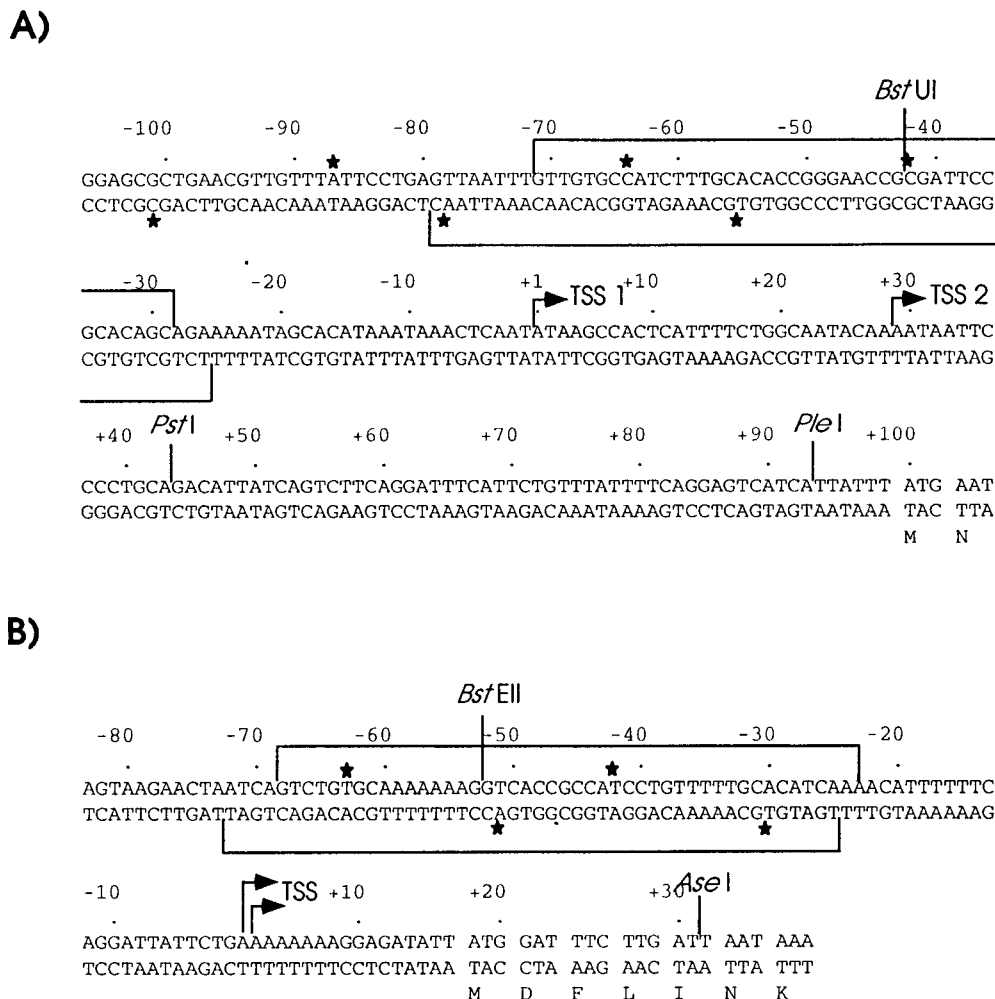 A)
BstUI
-100 -90 -80 -70 -60 -50 -40
GGAGCGCTGAACGTTGTTTATTCCTGAGTTAATTTGTTGTGCCATCTTTGCACACCGGGAACCGCGATTCC
CCTCGCGACTTGCAACAAATAAGGACTCAATTAAACAACACGGTAGAAACGTGTGGCCCTTGGCGCTAAGG
-30 -20 -10 +1 TSS 1 +10 +20 +30 TSS 2
GCACAGCAGAAAAATAGCACATAAATAAACTCAATATAAGCCACTCATTTTCTGGCAATACAAAATAATTC
CGTGTCGTCTTTTTATCGTGTATTTATTTGAGTTATATTCGGTGAGTAAAAGACCGTTATGTTTTATTAAG
+40 PstI +50 +60 +70 +80 +90 PleI +100
CCCTGCAGACATTATCAGTCTTCAGGATTTCATTCTGTTTATTTTCAGGAGTCATCATTATTT ATG AAT
GGGACGTCTGTAATAGTCAGAAGTCCTAAAGTAAGACAAATAAAAGTCCTCAGTAGTAATAAA TAC TTA
M N
B)
BstEII
-80 -70 -60 -50 -40 -30 -20
AGTAAGAACTAATCAGTCTGTGCAAAAAAAGGTCACCGCCATCCTGTTTTTGCACATCAAAACATTTTTTC
TCATTCTTGATTAGTCAGACACGTTTTTTTCCAGTGGCGGTAGGACAAAAACGTGTAGTTTTGTAAAAAAG
-10 TSS +10 +20 +30 AseI
AGGATTATTCTGAAAAAAAAGGAGATATT ATG GAT TTC TTG ATT AAT AAA
TCCTAATAAGACTTTTTTTTCCTCTATAA TAC CTA AAG AAC TAA TTA TTT
M D F L I N K